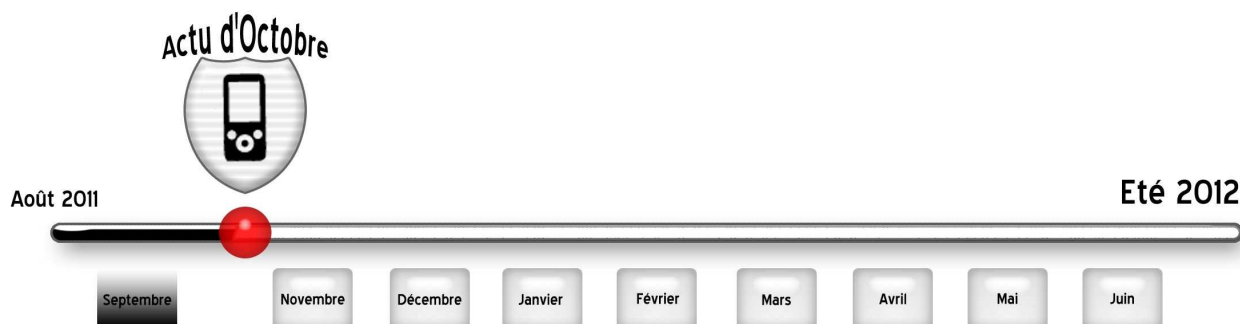 Actu d'Octobre
Août 2011
Eté 2012
Septembre
Novembre
Décembre
Janvier
Février
Mars
Avril
Mai
Juin